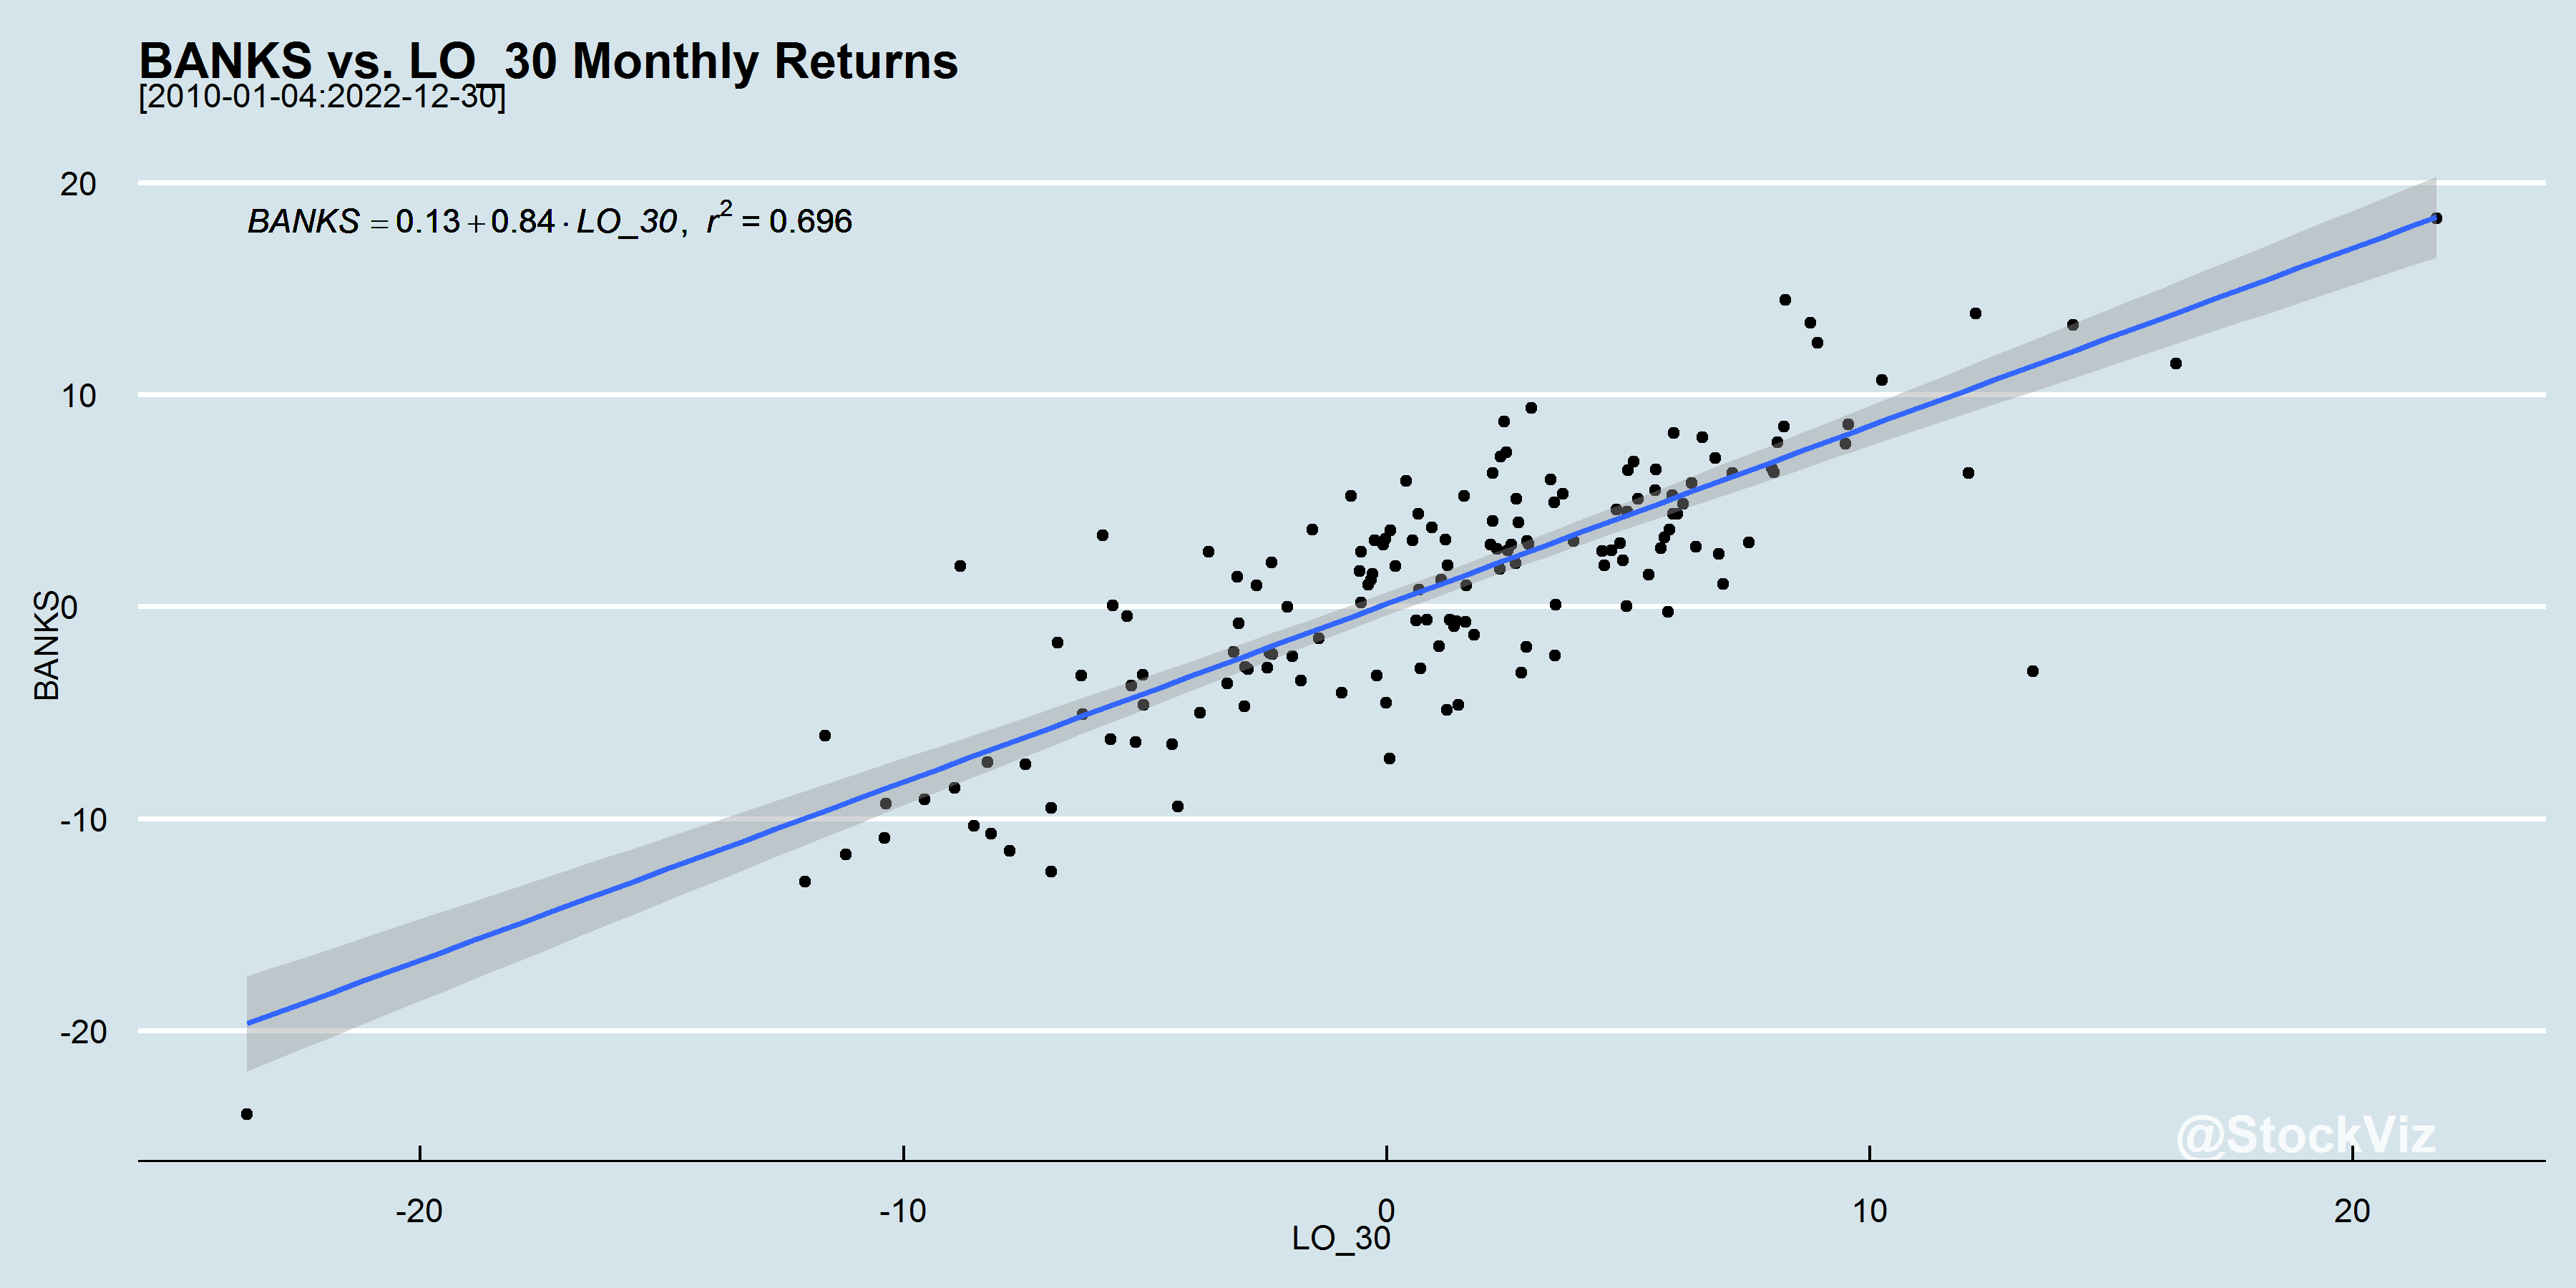 BANKS vs. LO_30 Monthly Returns
[2010-01-04:2022-12-30]
BANKS = 0.13 + 0.84 · LO_30, r² = 0.696
20
10
0
-10
-20
BANKS
-20 -10 0 10 20
LO_30
@StockViz